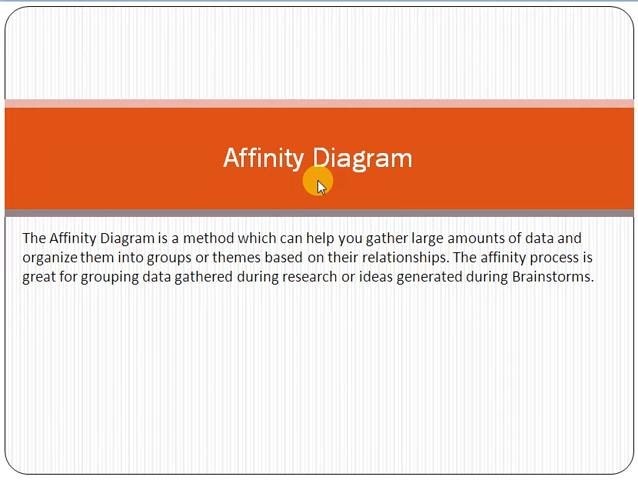 Affinity Diagram
The Affinity Diagram is a method which can help you gather large amounts of data and
organize them into groups or themes based on their relationships. The affinity process is
great for grouping data gathered during research or ideas generated during Brainstorms.